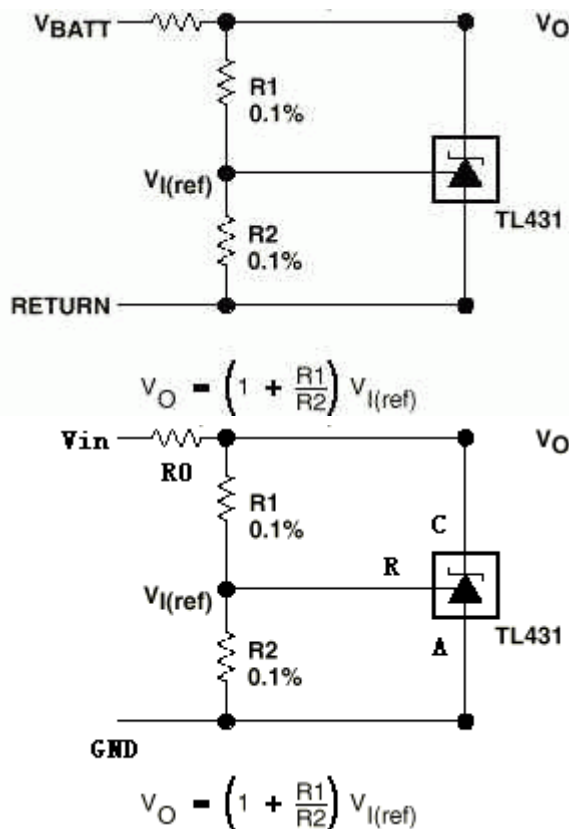 VBATT VO
R1
0.1%
VI(ref)
R2
0.1%
TL431
RETURN
VO = (1 + R1/R2) VI(ref)
Vin VO
R0
R1
0.1%
C
R
VI(ref)
TL431
R2
0.1%
A
GND
VO = (1 + R1/R2) VI(ref)